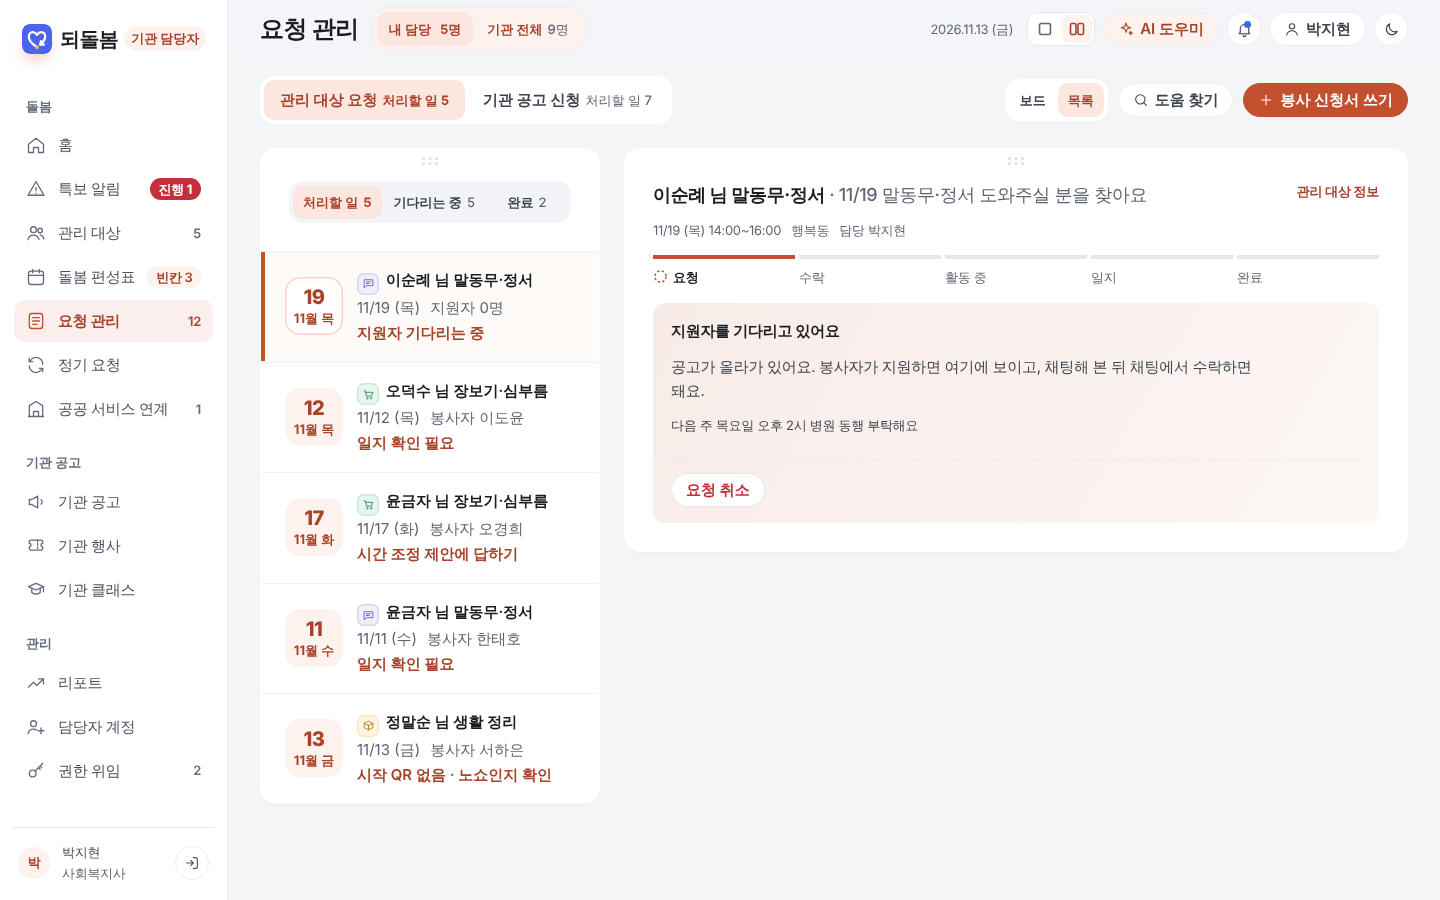 되돌봄 기관 담당자
돌봄
홈
특보 알림 진행 1
관리 대상 5
돌봄 편성표 빈칸 3
요청 관리 12
정기 요청
공공 서비스 연계 1
기관 공고
기관 공고
기관 행사
기관 클래스
관리
리포트
담당자 계정
권한 위임 2
박 박지현
사회복지사
요청 관리 내 담당 5명 기관 전체 9명
2026.11.13 (금) AI 도우미 박지현
관리 대상 요청 처리할 일 5 기관 공고 신청 처리할 일 7
보드 목록 도움 찾기 봉사 신청서 쓰기
처리할 일 5 기다리는 중 5 완료 2
19
11월 목
이순례 님 말동무·정서
11/19 (목) 지원자 0명
지원자 기다리는 중
12
11월 목
오덕수 님 장보기·심부름
11/12 (목) 봉사자 이도윤
일지 확인 필요
17
11월 화
윤금자 님 장보기·심부름
11/17 (화) 봉사자 오경희
시간 조정 제안에 답하기
11
11월 수
윤금자 님 말동무·정서
11/11 (수) 봉사자 한태호
일지 확인 필요
13
11월 금
정말순 님 생활 정리
11/13 (금) 봉사자 서하은
시작 QR 없음 · 노쇼인지 확인
이순례 님 말동무·정서 · 11/19 말동무·정서 도와주실 분을 찾아요
관리 대상 정보
11/19 (목) 14:00~16:00 행복동 담당 박지현
요청 수락 활동 중 일지 완료
지원자를 기다리고 있어요
공고가 올라가 있어요. 봉사자가 지원하면 여기에 보이고, 채팅해 본 뒤 채팅에서 수락하면
돼요.
다음 주 목요일 오후 2시 병원 동행 부탁해요
요청 취소